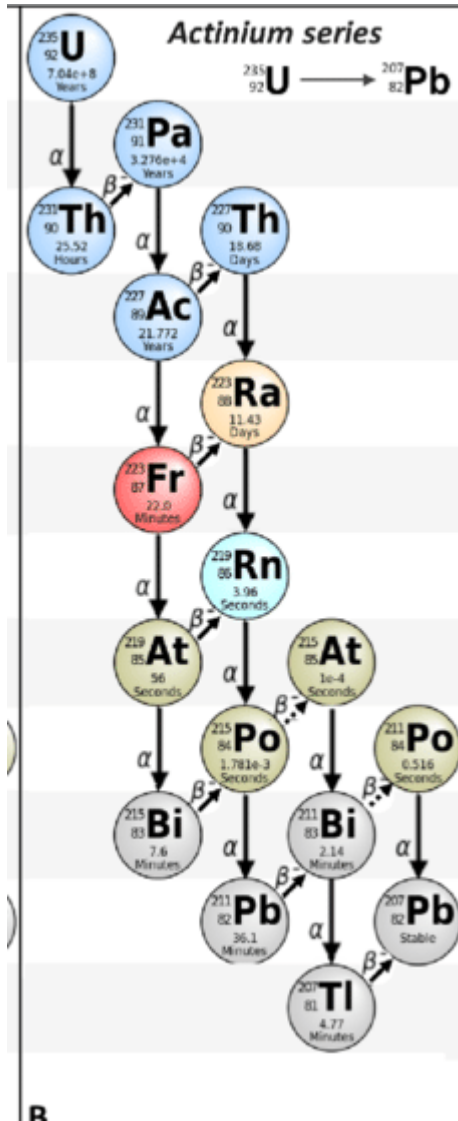 Actinium series
235 92 U → 207 82 Pb
235 92 U
7.04e+8
Years
α
231 91 Pa
3.276e+4
Years
β⁻
231 90 Th
25.52
Hours
α
227 90 Th
18.68
Days
β⁻
227 89 Ac
21.772
Years
α
223 88 Ra
11.43
Days
α
β⁻
223 87 Fr
22.0
Minutes
α
219 86 Rn
3.96
Seconds
α
β⁻
219 85 At
56
Seconds
215 85 At
1e-4
Seconds
α
β⁻
215 84 Po
1.781e-3
Seconds
211 84 Po
0.516
Seconds
α
β⁻
α
β⁻
215 83 Bi
7.6
Minutes
211 83 Bi
2.14
Minutes
α
β⁻
α
211 82 Pb
36.1
Minutes
207 82 Pb
Stable
α
β⁻
207 81 Tl
4.77
Minutes
B